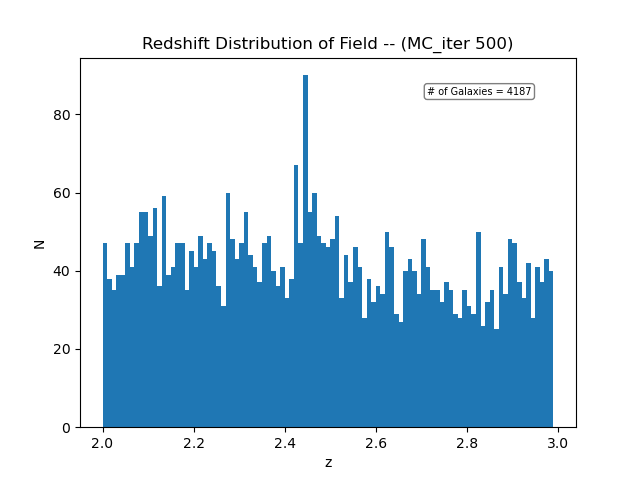 Redshift Distribution of Field -- (MC_iter 500)
# of Galaxies = 4187
80
60
N
40
20
0
2.0 2.2 2.4 2.6 2.8 3.0
z